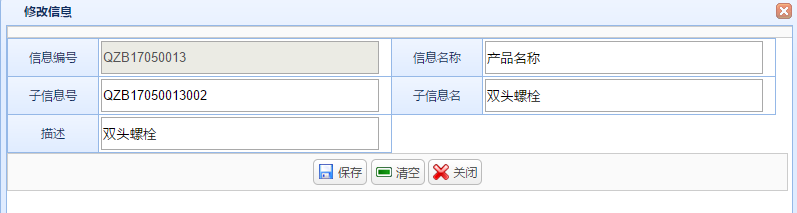 修改信息
信息编号 QZB17050013 信息名称 产品名称
子信息号 QZB17050013002 子信息名 双头螺栓
描述 双头螺栓
保存 清空 关闭